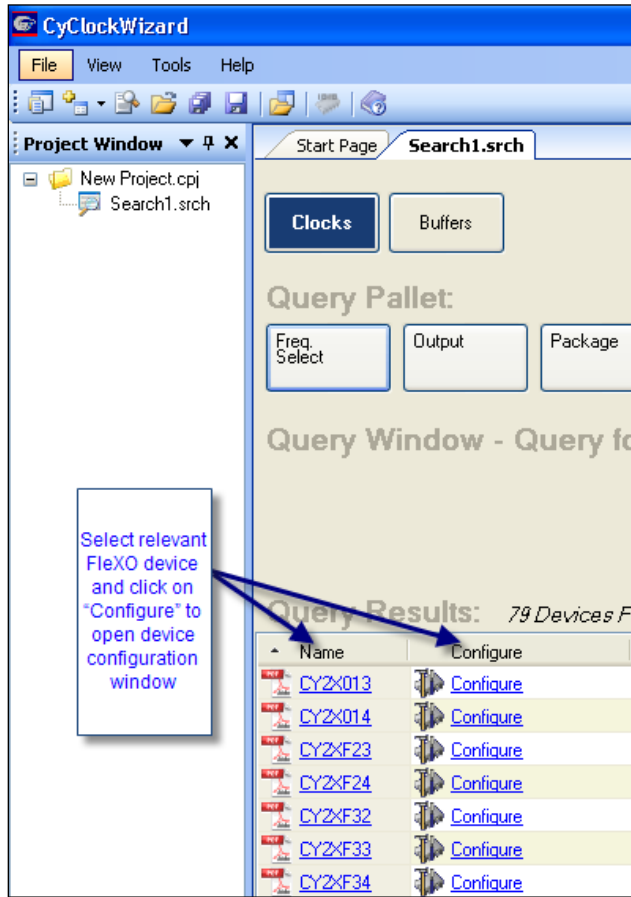 CyClockWizard
File View Tools Help
Project Window
Start Page Search1.srch
New Project.cpj
Search1.srch
Clocks Buffers
Query Pallet:
Freq. Select
Output
Package
Query Window - Query fo
Select relevant
FleXO device
and click on
“Configure” to
open device
configuration
window
Query Results: 79 Devices F
Name Configure
CY2X013 Configure
CY2X014 Configure
CY2XF23 Configure
CY2XF24 Configure
CY2XF32 Configure
CY2XF33 Configure
CY2XF34 Configure